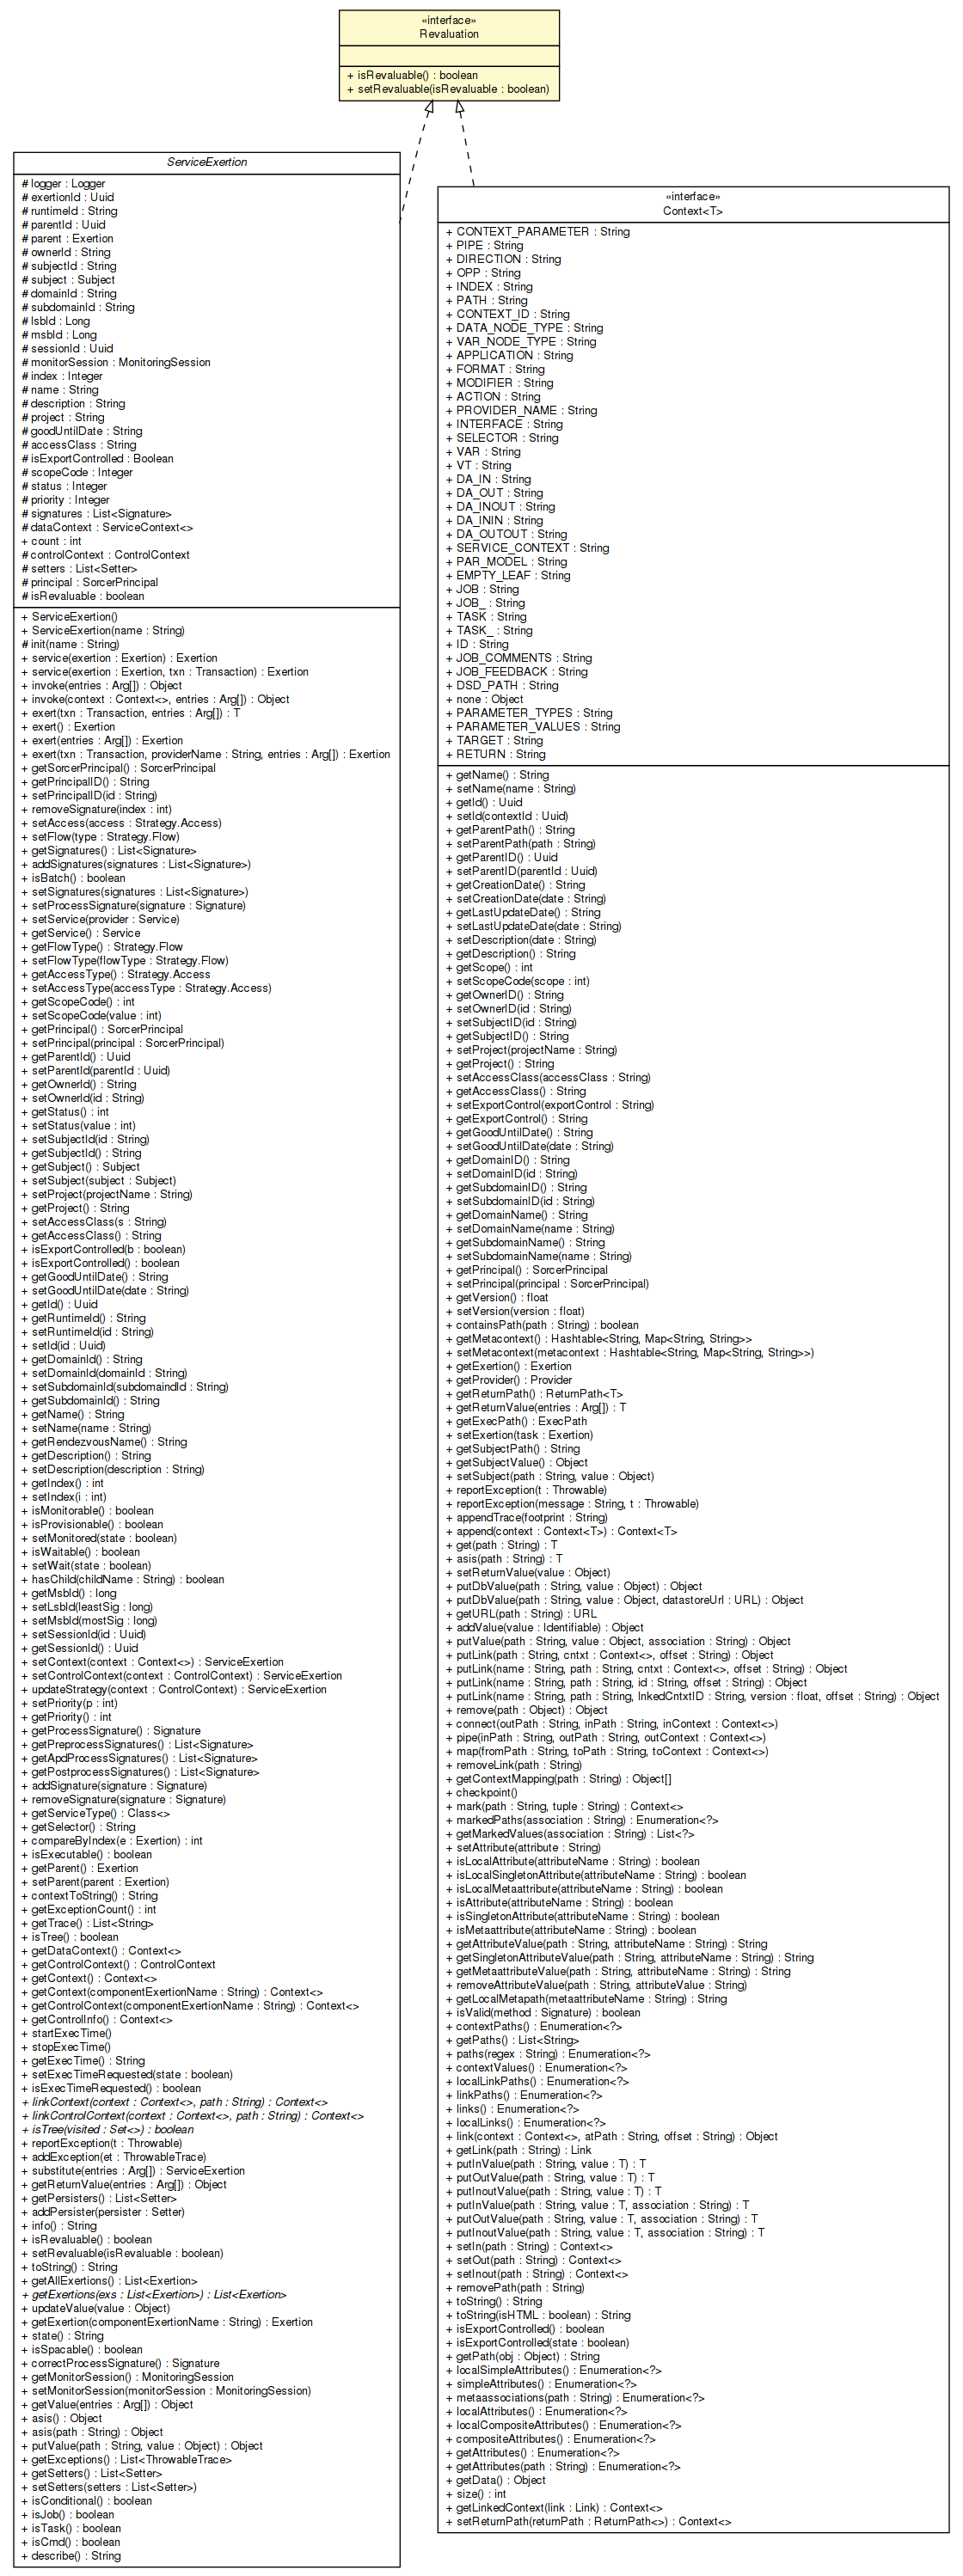 «interface»
Revaluation
+ isRevaluable() : boolean
+ setRevaluable(isRevaluable : boolean)
ServiceExertion
# logger : Logger
# exertionId : Uuid
# runtimeId : String
# parentId : Uuid
# parent : Exertion
# ownerId : String
# subjectId : String
# subject : Subject
# domainId : String
# subdomainId : String
# lsbId : Long
# msbId : Long
# sessionId : Uuid
# monitorSession : MonitoringSession
# index : Integer
# name : String
# description : String
# project : String
# goodUntilDate : String
# accessClass : String
# isExportControlled : Boolean
# scopeCode : Integer
# status : Integer
# priority : Integer
# signatures : List<Signature>
# dataContext : ServiceContext<>
+ count : int
# controlContext : ControlContext
# setters : List<Setter>
# principal : SorcerPrincipal
# isRevaluable : boolean
+ ServiceExertion()
+ ServiceExertion(name : String)
# init(name : String)
+ service(exertion : Exertion) : Exertion
+ service(exertion : Exertion, txn : Transaction) : Exertion
+ invoke(entries : Arg[]) : Object
+ invoke(context : Context<>, entries : Arg[]) : Object
+ exert(txn : Transaction, entries : Arg[]) : T
+ exert() : Exertion
+ exert(entries : Arg[]) : Exertion
+ exert(txn : Transaction, providerName : String, entries : Arg[]) : Exertion
+ getSorcerPrincipal() : SorcerPrincipal
+ getPrincipalID() : String
+ setPrincipalID(id : String)
+ removeSignature(index : int)
+ setAccess(access : Strategy.Access)
+ setFlow(type : Strategy.Flow)
+ getSignatures() : List<Signature>
+ addSignatures(signatures : List<Signature>)
+ isBatch() : boolean
+ setSignatures(signatures : List<Signature>)
+ setProcessSignature(signature : Signature)
+ setService(provider : Service)
+ getService() : Service
+ getFlowType() : Strategy.Flow
+ setFlowType(flowType : Strategy.Flow)
+ getAccessType() : Strategy.Access
+ setAccessType(accessType : Strategy.Access)
+ getScopeCode() : int
+ setScopeCode(value : int)
+ getPrincipal() : SorcerPrincipal
+ setPrincipal(principal : SorcerPrincipal)
+ getParentId() : Uuid
+ setParentId(parentId : Uuid)
+ getOwnerId() : String
+ setOwnerId(id : String)
+ getStatus() : int
+ setStatus(value : int)
+ setSubjectId(id : String)
+ getSubjectId() : String
+ getSubject() : Subject
+ setSubject(subject : Subject)
+ setProject(projectName : String)
+ getProject() : String
+ setAccessClass(s : String)
+ getAccessClass() : String
+ isExportControlled(b : boolean)
+ isExportControlled() : boolean
+ getGoodUntilDate() : String
+ setGoodUntilDate(date : String)
+ getId() : Uuid
+ getRuntimeId() : String
+ setRuntimeId(id : String)
+ setId(id : Uuid)
+ getDomainId() : String
+ setDomainId(domainId : String)
+ setSubdomainId(subdomaindId : String)
+ getSubdomainId() : String
+ getName() : String
+ setName(name : String)
+ getRendezvousName() : String
+ getDescription() : String
+ setDescription(description : String)
+ getIndex() : int
+ setIndex(i : int)
+ isMonitorable() : boolean
+ isProvisionable() : boolean
+ setMonitored(state : boolean)
+ isWaitable() : boolean
+ setWait(state : boolean)
+ hasChild(childName : String) : boolean
+ getMsbId() : long
+ setLsbId(leastSig : long)
+ setMsbId(mostSig : long)
+ setSessionId(id : Uuid)
+ getSessionId() : Uuid
+ setContext(context : Context<>) : ServiceExertion
+ setControlContext(context : ControlContext) : ServiceExertion
+ updateStrategy(context : ControlContext) : ServiceExertion
+ setPriority(p : int)
+ getPriority() : int
+ getProcessSignature() : Signature
+ getPreprocessSignatures() : List<Signature>
+ getApdProcessSignatures() : List<Signature>
+ getPostprocessSignatures() : List<Signature>
+ addSignature(signature : Signature)
+ removeSignature(signature : Signature)
+ getServiceType() : Class<>
+ getSelector() : String
+ compareByIndex(e : Exertion) : int
+ isExecutable() : boolean
+ getParent() : Exertion
+ setParent(parent : Exertion)
+ contextToString() : String
+ getExceptionCount() : int
+ getTrace() : List<String>
+ isTree() : boolean
+ getDataContext() : Context<>
+ getControlContext() : ControlContext
+ getContext() : Context<>
+ getContext(componentExertionName : String) : Context<>
+ getControlContext(componentExertionName : String) : Context<>
+ getControlInfo() : Context<>
+ startExecTime()
+ stopExecTime()
+ getExecTime() : String
+ setExecTimeRequested(state : boolean)
+ isExecTimeRequested() : boolean
+ linkContext(context : Context<>, path : String) : Context<>
+ linkControlContext(context : Context<>, path : String) : Context<>
+ isTree(visited : Set<>) : boolean
+ reportException(t : Throwable)
+ addException(et : ThrowableTrace)
+ substitute(entries : Arg[]) : ServiceExertion
+ getReturnValue(entries : Arg[]) : Object
+ getPersisters() : List<Setter>
+ addPersister(persister : Setter)
+ info() : String
+ isRevaluable() : boolean
+ setRevaluable(isRevaluable : boolean)
+ toString() : String
+ getAllExertions() : List<Exertion>
+ getExertions(exs : List<Exertion>) : List<Exertion>
+ updateValue(value : Object)
+ getExertion(componentExertionName : String) : Exertion
+ state() : String
+ isSpacable() : boolean
+ correctProcessSignature() : Signature
+ getMonitorSession() : MonitoringSession
+ setMonitorSession(monitorSession : MonitoringSession)
+ getValue(entries : Arg[]) : Object
+ asis() : Object
+ asis(path : String) : Object
+ putValue(path : String, value : Object) : Object
+ getExceptions() : List<ThrowableTrace>
+ getSetters() : List<Setter>
+ setSetters(setters : List<Setter>)
+ isConditional() : boolean
+ isJob() : boolean
+ isTask() : boolean
+ isCmd() : boolean
+ describe() : String
«interface»
Context<T>
+ CONTEXT_PARAMETER : String
+ PIPE : String
+ DIRECTION : String
+ OPP : String
+ INDEX : String
+ PATH : String
+ CONTEXT_ID : String
+ DATA_NODE_TYPE : String
+ VAR_NODE_TYPE : String
+ APPLICATION : String
+ FORMAT : String
+ MODIFIER : String
+ ACTION : String
+ PROVIDER_NAME : String
+ INTERFACE : String
+ SELECTOR : String
+ VAR : String
+ VT : String
+ DA_IN : String
+ DA_OUT : String
+ DA_INOUT : String
+ DA_ININ : String
+ DA_OUTOUT : String
+ SERVICE_CONTEXT : String
+ PAR_MODEL : String
+ EMPTY_LEAF : String
+ JOB : String
+ JOB_ : String
+ TASK : String
+ TASK_ : String
+ ID : String
+ JOB_COMMENTS : String
+ JOB_FEEDBACK : String
+ DSD_PATH : String
+ none : Object
+ PARAMETER_TYPES : String
+ PARAMETER_VALUES : String
+ TARGET : String
+ RETURN : String
+ getName() : String
+ setName(name : String)
+ getId() : Uuid
+ setId(contextId : Uuid)
+ getParentPath() : String
+ setParentPath(path : String)
+ getParentID() : Uuid
+ setParentID(parentId : Uuid)
+ getCreationDate() : String
+ setCreationDate(date : String)
+ getLastUpdateDate() : String
+ setLastUpdateDate(date : String)
+ setDescription(date : String)
+ getDescription() : String
+ getScope() : int
+ setScopeCode(scope : int)
+ getOwnerID() : String
+ setOwnerID(id : String)
+ setSubjectID(id : String)
+ getSubjectID() : String
+ setProject(projectName : String)
+ getProject() : String
+ setAccessClass(accessClass : String)
+ getAccessClass() : String
+ setExportControl(exportControl : String)
+ getExportControl() : String
+ getGoodUntilDate() : String
+ setGoodUntilDate(date : String)
+ getDomainID() : String
+ setDomainID(id : String)
+ getSubdomainID() : String
+ setSubdomainID(id : String)
+ getDomainName() : String
+ setDomainName(name : String)
+ getSubdomainName() : String
+ setSubdomainName(name : String)
+ getPrincipal() : SorcerPrincipal
+ setPrincipal(principal : SorcerPrincipal)
+ getVersion() : float
+ setVersion(version : float)
+ containsPath(path : String) : boolean
+ getMetacontext() : Hashtable<String, Map<String, String>>
+ setMetacontext(metacontext : Hashtable<String, Map<String, String>>)
+ getExertion() : Exertion
+ getProvider() : Provider
+ getReturnPath() : ReturnPath<T>
+ getReturnValue(entries : Arg[]) : T
+ getExecPath() : ExecPath
+ setExertion(task : Exertion)
+ getSubjectPath() : String
+ getSubjectValue() : Object
+ setSubject(path : String, value : Object)
+ reportException(t : Throwable)
+ reportException(message : String, t : Throwable)
+ appendTrace(footprint : String)
+ append(context : Context<T>) : Context<T>
+ get(path : String) : T
+ asis(path : String) : T
+ setReturnValue(value : Object)
+ putDbValue(path : String, value : Object) : Object
+ putDbValue(path : String, value : Object, datastoreUrl : URL) : Object
+ getURL(path : String) : URL
+ addValue(value : Identifiable) : Object
+ putValue(path : String, value : Object, association : String) : Object
+ putLink(path : String, cntxt : Context<>, offset : String) : Object
+ putLink(name : String, path : String, cntxt : Context<>, offset : String) : Object
+ putLink(name : String, path : String, id : String, offset : String) : Object
+ putLink(name : String, path : String, lnkedCntxtID : String, version : float, offset : String) : Object
+ remove(path : Object) : Object
+ connect(outPath : String, inPath : String, inContext : Context<>)
+ pipe(inPath : String, outPath : String, outContext : Context<>)
+ map(fromPath : String, toPath : String, toContext : Context<>)
+ removeLink(path : String)
+ getContextMapping(path : String) : Object[]
+ checkpoint()
+ mark(path : String, tuple : String) : Context<>
+ markedPaths(association : String) : Enumeration<?>
+ getMarkedValues(association : String) : List<?>
+ setAttribute(attribute : String)
+ isLocalAttribute(attributeName : String) : boolean
+ isLocalSingletonAttribute(attributeName : String) : boolean
+ isLocalMetaattribute(attributeName : String) : boolean
+ isAttribute(attributeName : String) : boolean
+ isSingletonAttribute(attributeName : String) : boolean
+ isMetaattribute(attributeName : String) : boolean
+ getAttributeValue(path : String, attributeName : String) : String
+ getSingletonAttributeValue(path : String, attributeName : String) : String
+ getMetaattributeValue(path : String, attributeName : String) : String
+ removeAttributeValue(path : String, attributeValue : String)
+ getLocalMetapath(metaattributeName : String) : String
+ isValid(method : Signature) : boolean
+ contextPaths() : Enumeration<?>
+ getPaths() : List<String>
+ paths(regex : String) : Enumeration<?>
+ contextValues() : Enumeration<?>
+ localLinkPaths() : Enumeration<?>
+ linkPaths() : Enumeration<?>
+ links() : Enumeration<?>
+ localLinks() : Enumeration<?>
+ link(context : Context<>, atPath : String, offset : String) : Object
+ getLink(path : String) : Link
+ putInValue(path : String, value : T) : T
+ putOutValue(path : String, value : T) : T
+ putInoutValue(path : String, value : T) : T
+ putInValue(path : String, value : T, association : String) : T
+ putOutValue(path : String, value : T, association : String) : T
+ putInoutValue(path : String, value : T, association : String) : T
+ setIn(path : String) : Context<>
+ setOut(path : String) : Context<>
+ setInout(path : String) : Context<>
+ removePath(path : String)
+ toString() : String
+ toString(isHTML : boolean) : String
+ isExportControlled() : boolean
+ isExportControlled(state : boolean)
+ getPath(obj : Object) : String
+ localSimpleAttributes() : Enumeration<?>
+ simpleAttributes() : Enumeration<?>
+ metaassociations(path : String) : Enumeration<?>
+ localAttributes() : Enumeration<?>
+ localCompositeAttributes() : Enumeration<?>
+ compositeAttributes() : Enumeration<?>
+ getAttributes() : Enumeration<?>
+ getAttributes(path : String) : Enumeration<?>
+ getData() : Object
+ size() : int
+ getLinkedContext(link : Link) : Context<>
+ setReturnPath(returnPath : ReturnPath<>) : Context<>